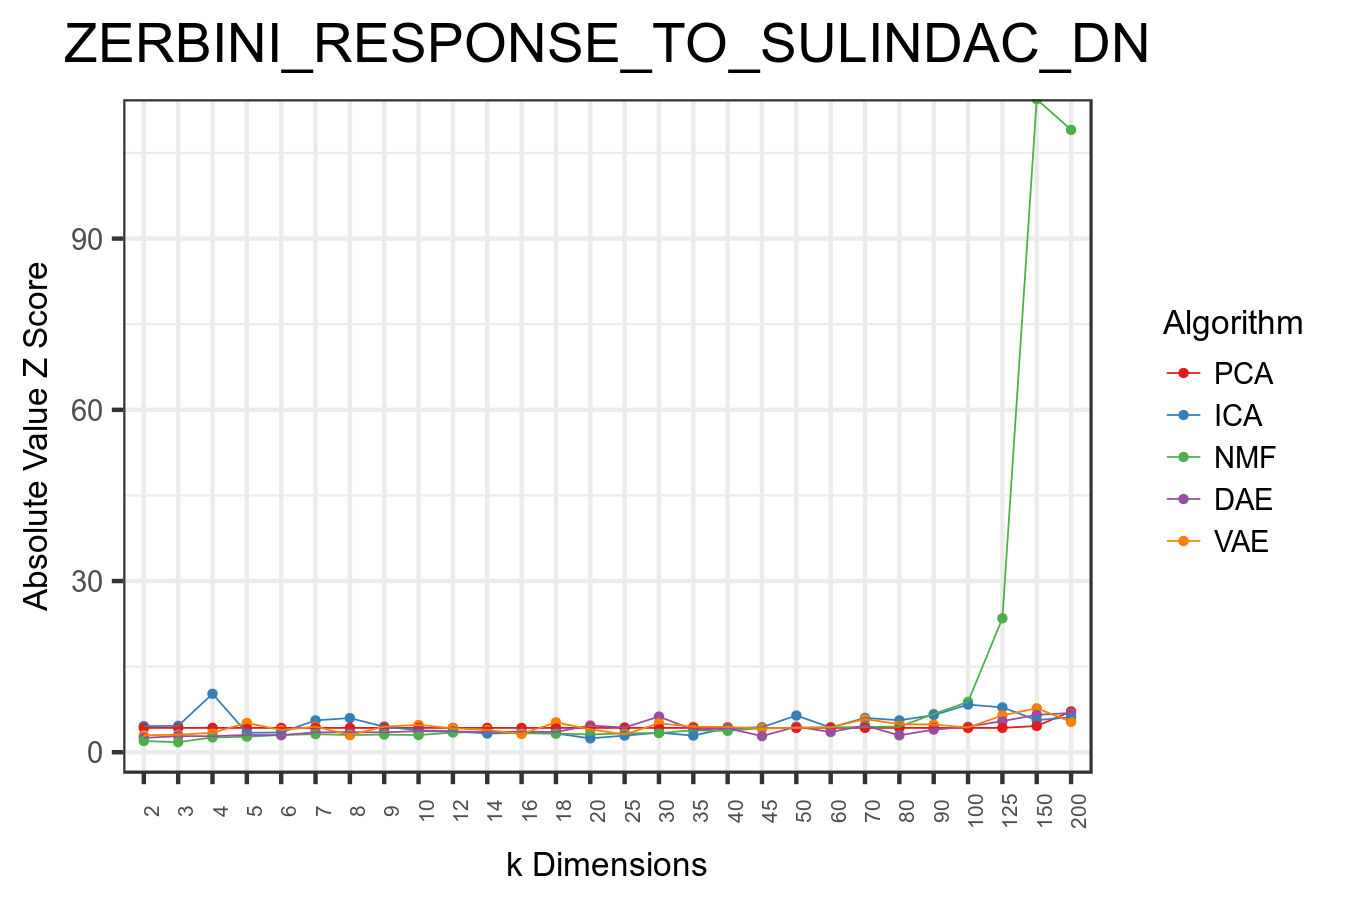 ZERBINI_RESPONSE_TO_SULINDAC_DN
Absolute Value Z Score
90
60
30
0
2 3 4 5 6 7 8 9 10 12 14 16 18 20 25 30 35 40 45 50 60 70 80 90 100 125 150 200
k Dimensions
Algorithm
PCA
ICA
NMF
DAE
VAE